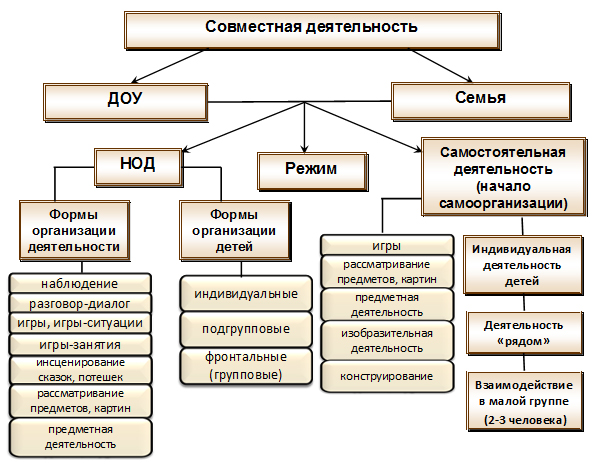 Совместная деятельность
ДОУ
Семья
НОД
Режим
Самостоятельная
деятельность
(начало
самоорганизации)
Формы
организации
деятельности
наблюдение
разговор-диалог
игры, игры-ситуации
игры-занятия
инсценирование
сказок, потешек
рассматривание
предметов, картин
предметная
деятельность
Формы
организации
детей
индивидуальные
подгрупповые
фронтальные
(групповые)
игры
рассматривание
предметов, картин
предметная
деятельность
изобразительная
деятельность
конструирование
Индивидуальная
деятельность
детей
Деятельность
«рядом»
Взаимодействие
в малой группе
(2-3 человека)